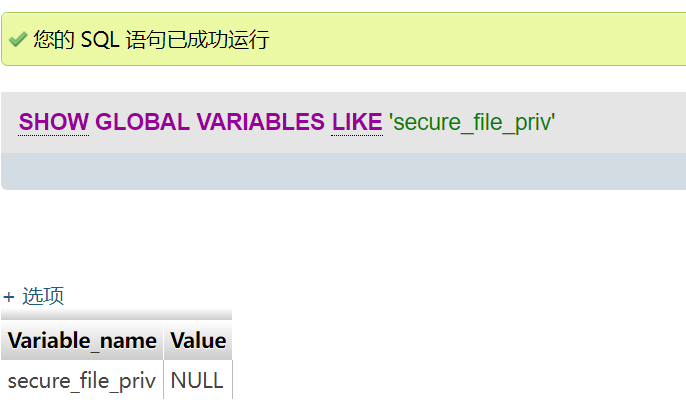 您的 SQL 语句已成功运行
SHOW GLOBAL VARIABLES LIKE 'secure_file_priv'
+ 选项
Variable_name Value
secure_file_priv NULL